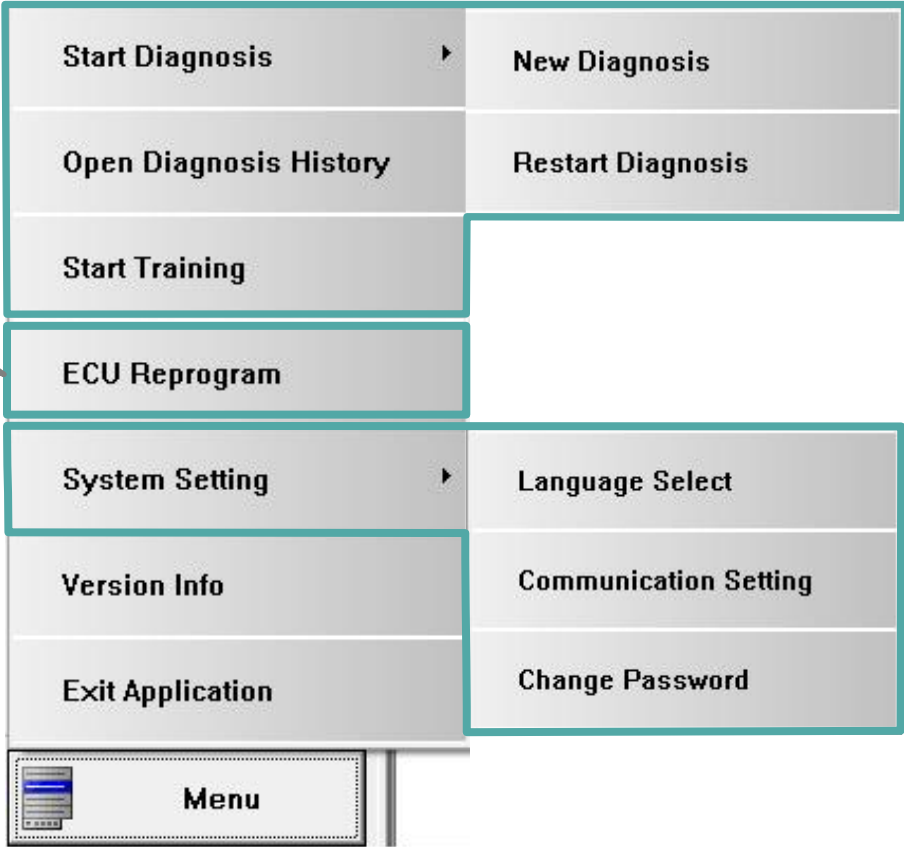 Start Diagnosis
New Diagnosis
Open Diagnosis History
Restart Diagnosis
Start Training
ECU Reprogram
System Setting
Language Select
Version Info
Communication Setting
Exit Application
Change Password
Menu